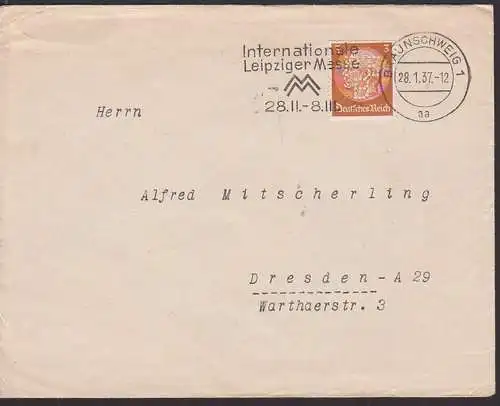 Internationale
Leipziger Messe
28.II.-8.III
3
Deutsches Reich
BRAUNSCHWEIG 1
28.1.37.-12
aa
Herrn
Alfred Mitscherling
Dresden-A 29
Warthaerstr. 3